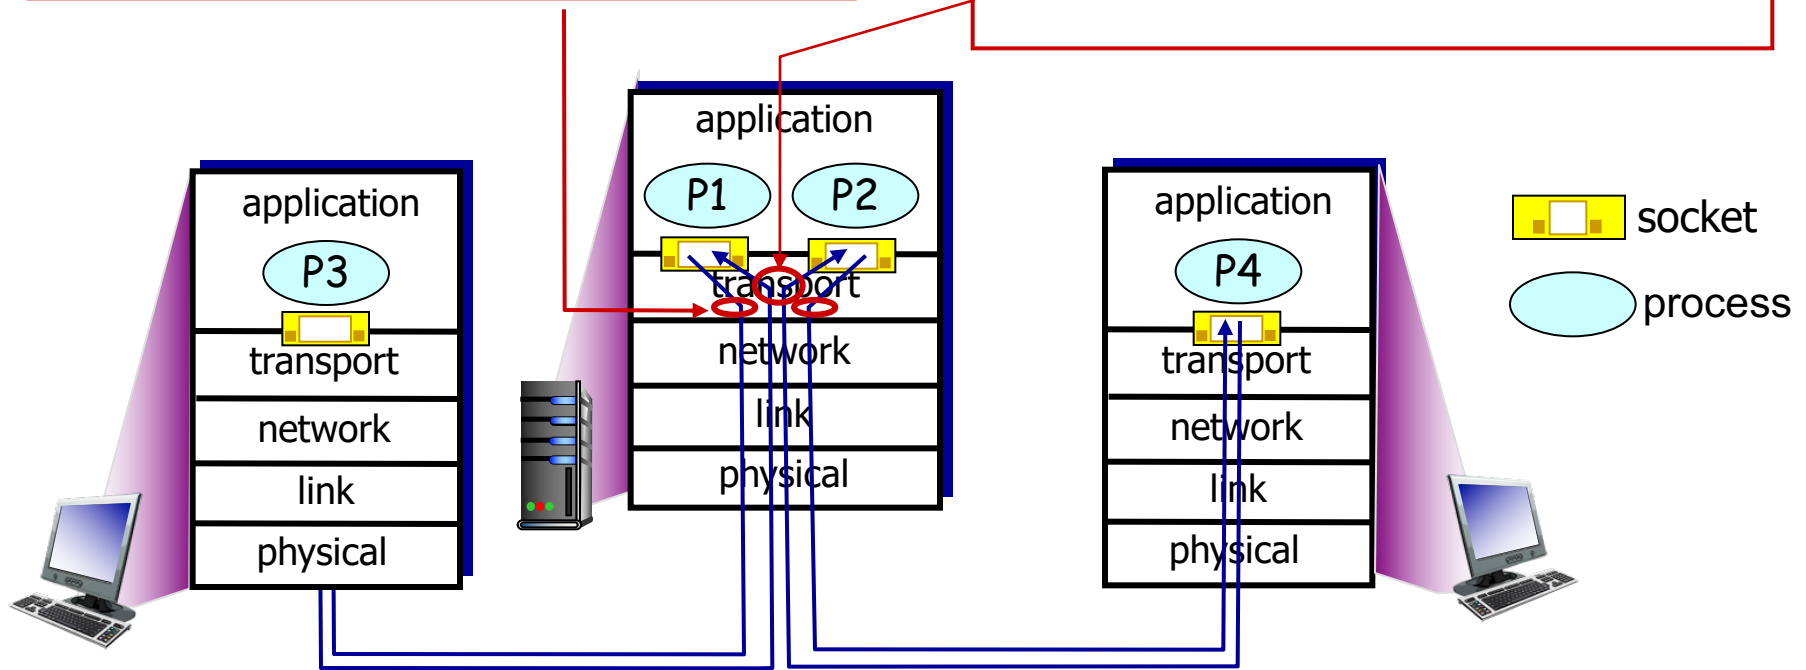 application
P3
transport
network
link
physical
application
P1 P2
transport
network
link
physical
application
P4
transport
network
link
physical
socket
process